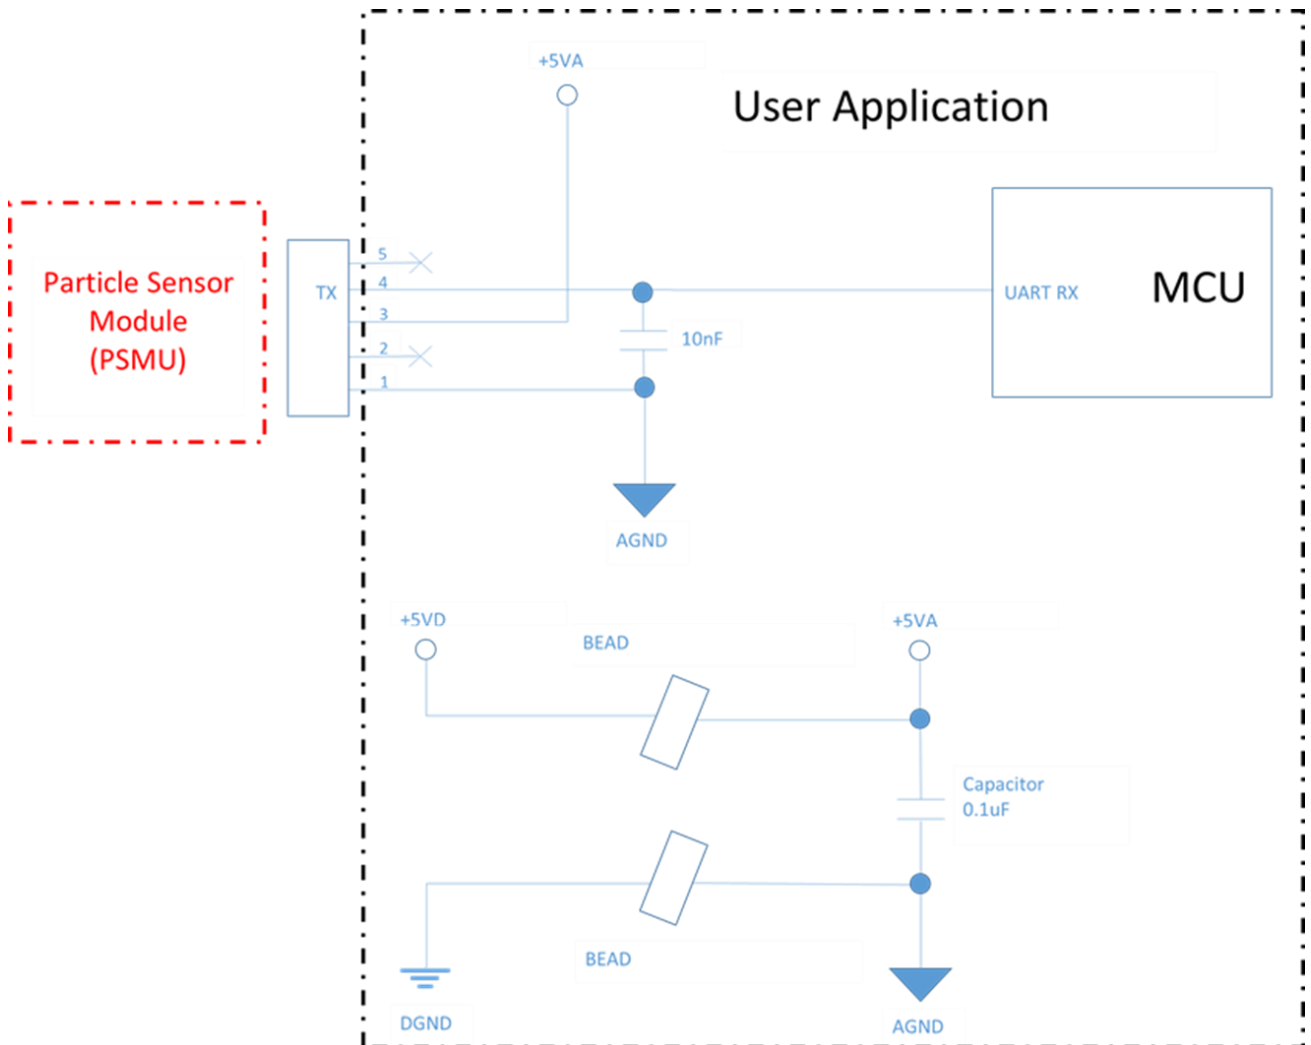 +5VA
User Application
Particle Sensor
Module
(PSMU)
TX
5
4
3
2
1
10nF
UART RX
MCU
AGND
+5VD
BEAD
+5VA
Capacitor
0.1uF
BEAD
DGND
AGND